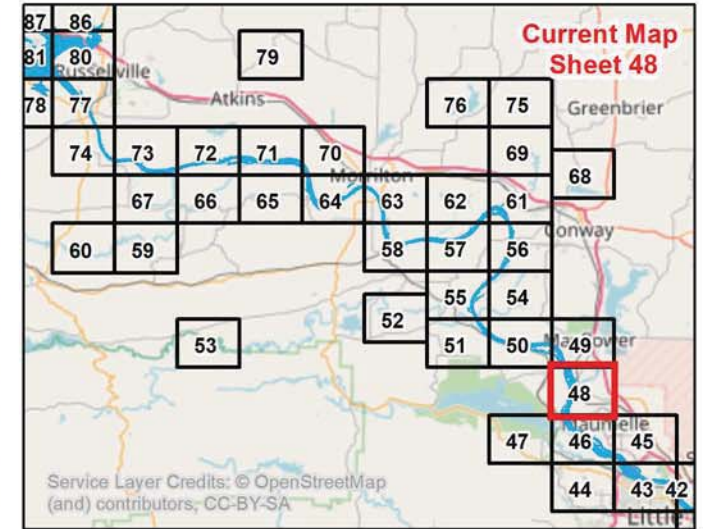 87 86
Current Map
Sheet 48
81 80 79
Russellville
78 77 Atkins 76 75 Greenbrier
74 73 72 71 70 69
Morrilton 68
67 66 65 64 63 62 61
Conway
60 59 58 57 56
55 54
52
53 51 50 49
48
Maumelle
47 46 45
Service Layer Credits: © OpenStreetMap
(and) contributors, CC-BY-SA
44 43 42
Little